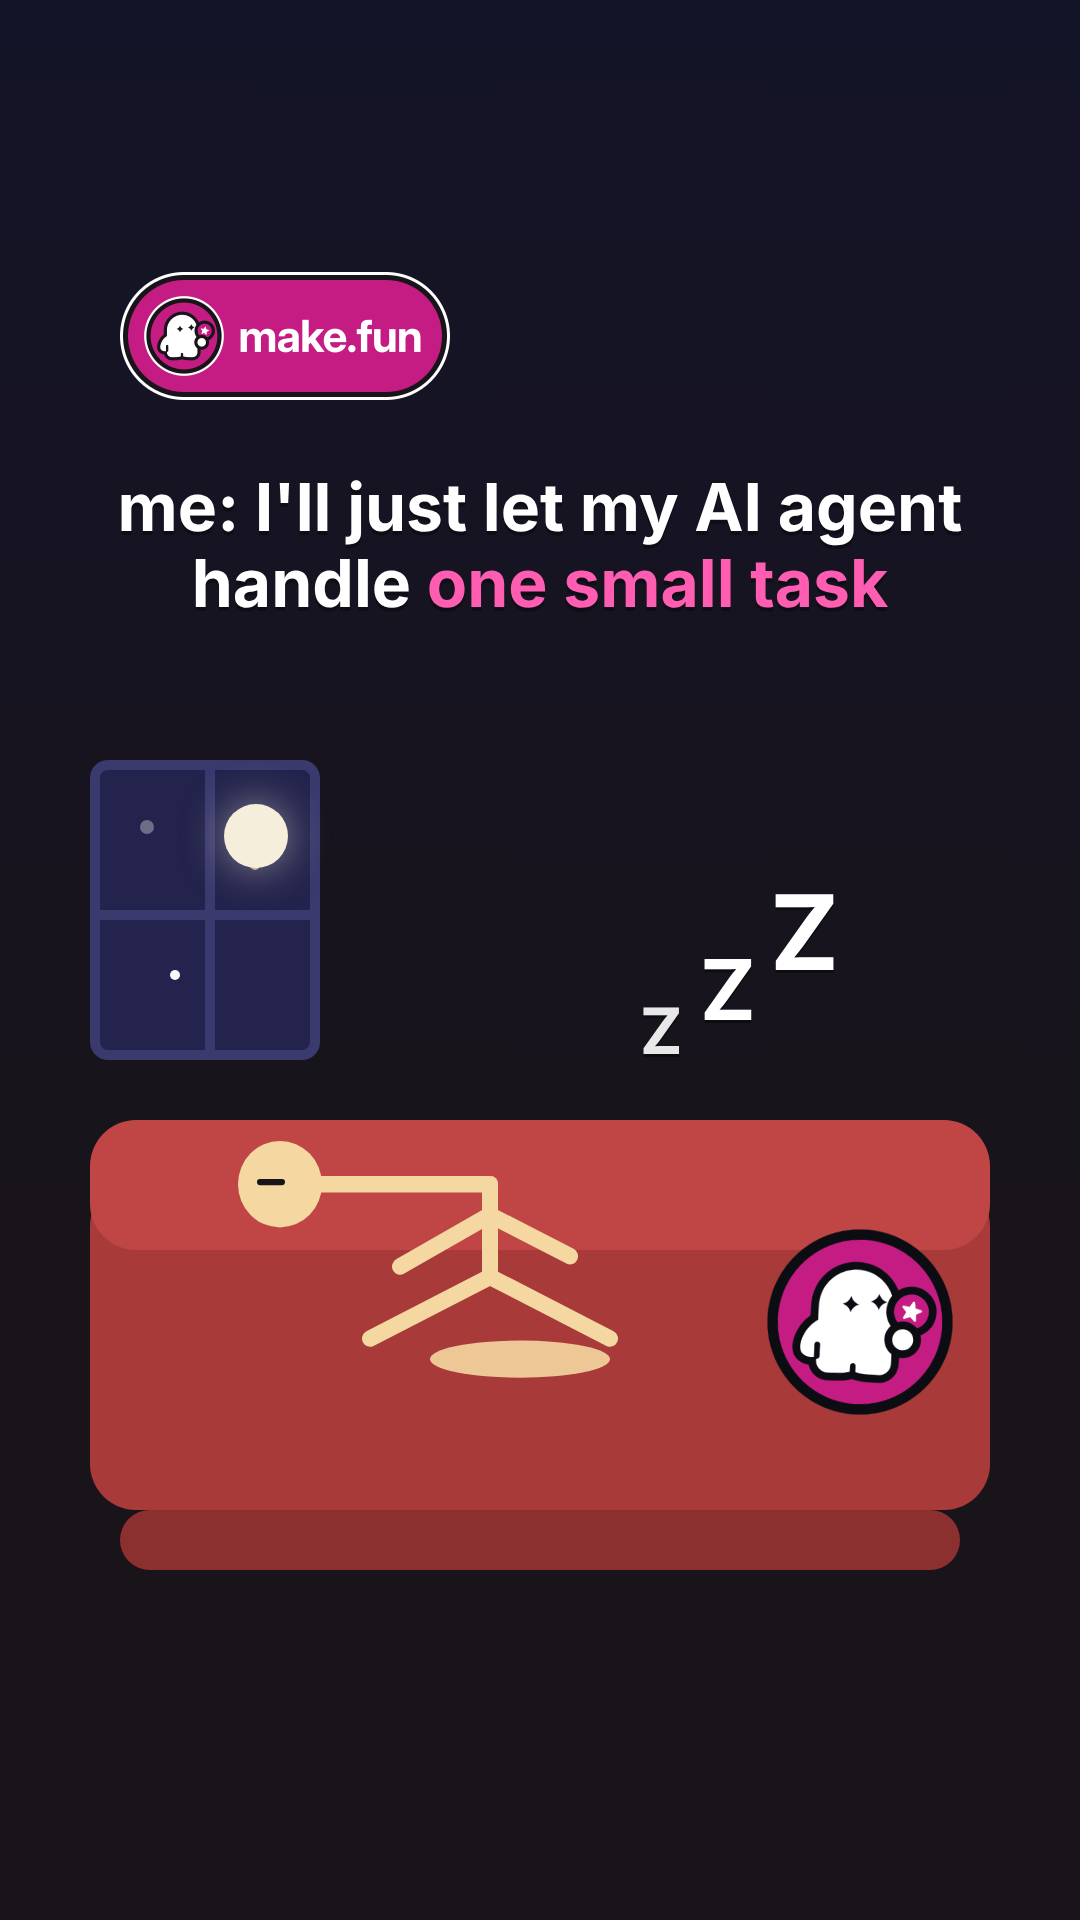 make.fun
me: I'll just let my AI agent
handle one small task
Z
Z
Z